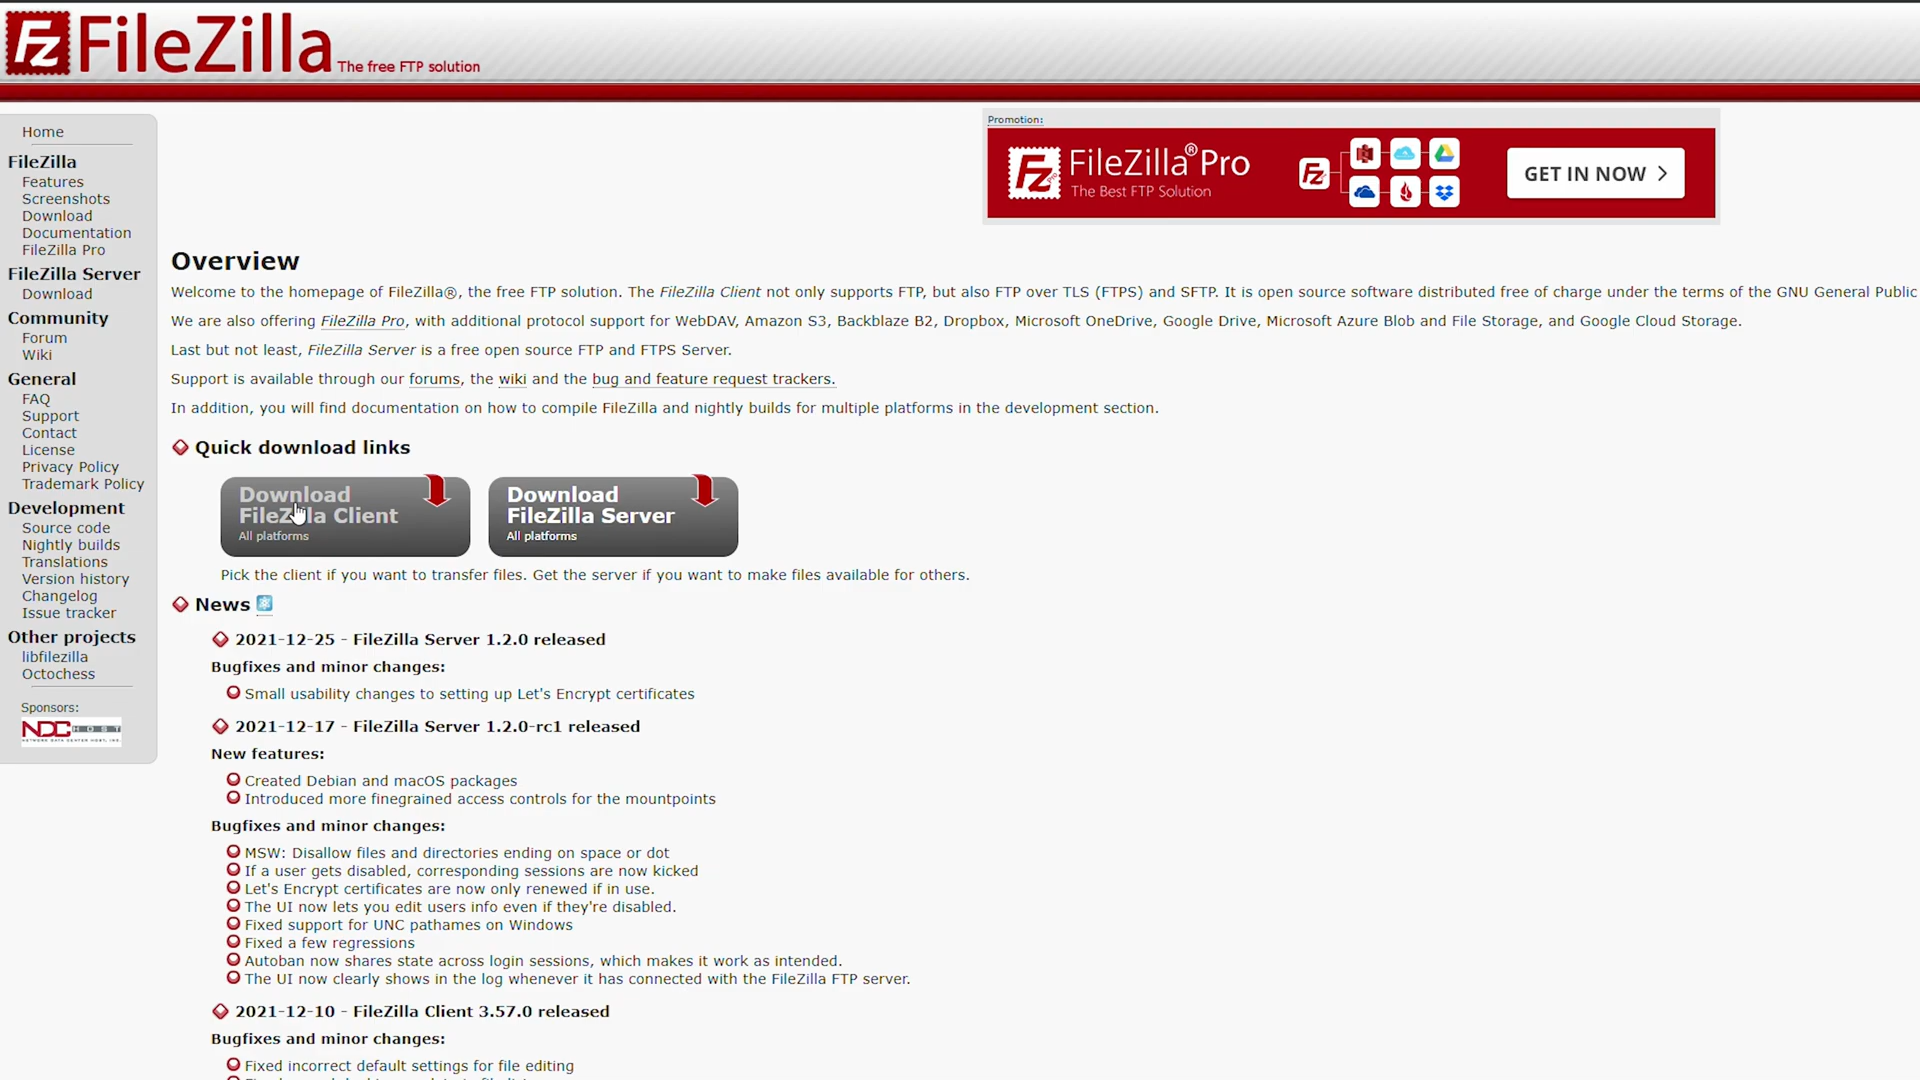 Fz FileZilla The free FTP solution
Home
FileZilla
Features
Screenshots
Download
Documentation
FileZilla Pro
FileZilla Server
Download
Community
Forum
Wiki
General
FAQ
Support
Contact
License
Privacy Policy
Trademark Policy
Development
Source code
Nightly builds
Translations
Version history
Changelog
Issue tracker
Other projects
libfilezilla
Octochess
Sponsors:
NDC HOST
NETWORK DATA CENTER HOST, INC.
Promotion:
Fz Pro FileZilla® Pro
The Best FTP Solution
Fz
GET IN NOW
Overview
Welcome to the homepage of FileZilla®, the free FTP solution. The FileZilla Client not only supports FTP, but also FTP over TLS (FTPS) and SFTP. It is open source software distributed free of charge under the terms of the GNU General Public
We are also offering FileZilla Pro, with additional protocol support for WebDAV, Amazon S3, Backblaze B2, Dropbox, Microsoft OneDrive, Google Drive, Microsoft Azure Blob and File Storage, and Google Cloud Storage.
Last but not least, FileZilla Server is a free open source FTP and FTPS Server.
Support is available through our forums, the wiki and the bug and feature request trackers.
In addition, you will find documentation on how to compile FileZilla and nightly builds for multiple platforms in the development section.
Quick download links
Download
FileZilla Client
All platforms
Download
FileZilla Server
All platforms
Pick the client if you want to transfer files. Get the server if you want to make files available for others.
News
2021-12-25 - FileZilla Server 1.2.0 released
Bugfixes and minor changes:
Small usability changes to setting up Let's Encrypt certificates
2021-12-17 - FileZilla Server 1.2.0-rc1 released
New features:
Created Debian and macOS packages
Introduced more finegrained access controls for the mountpoints
Bugfixes and minor changes:
MSW: Disallow files and directories ending on space or dot
If a user gets disabled, corresponding sessions are now kicked
Let's Encrypt certificates are now only renewed if in use.
The UI now lets you edit users info even if they're disabled.
Fixed support for UNC pathames on Windows
Fixed a few regressions
Autoban now shares state across login sessions, which makes it work as intended.
The UI now clearly shows in the log whenever it has connected with the FileZilla FTP server.
2021-12-10 - FileZilla Client 3.57.0 released
Bugfixes and minor changes:
Fixed incorrect default settings for file editing